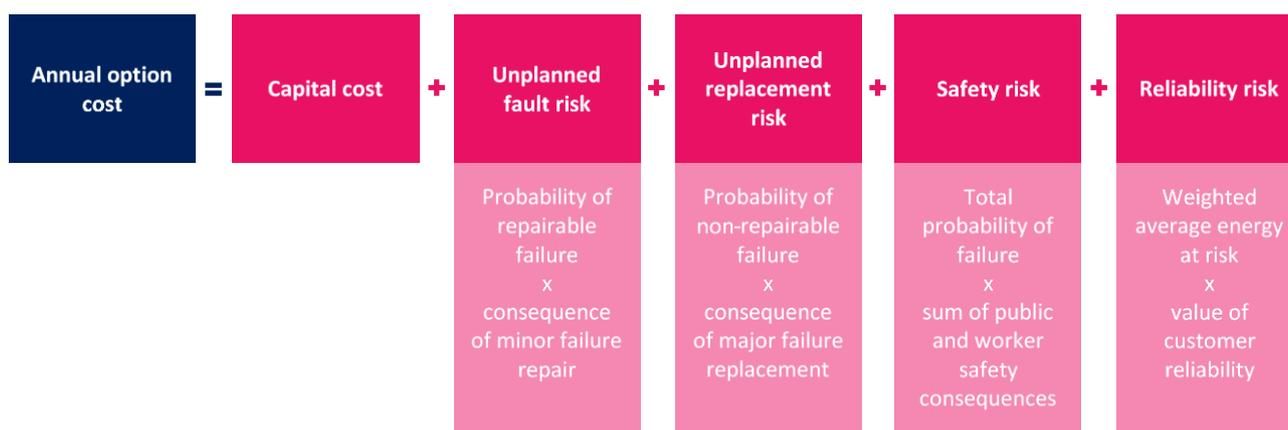 Annual option
cost
=
Capital cost
+
Unplanned
fault risk
+
Unplanned
replacement
risk
+
Safety risk
+
Reliability risk
Probability of
repairable
failure
x
consequence
of minor failure
repair
Probability of
non-repairable
failure
x
consequence
of major failure
replacement
Total
probability of
failure
x
sum of public
and worker
safety
consequences
Weighted
average energy
at risk
x
value of
customer
reliability